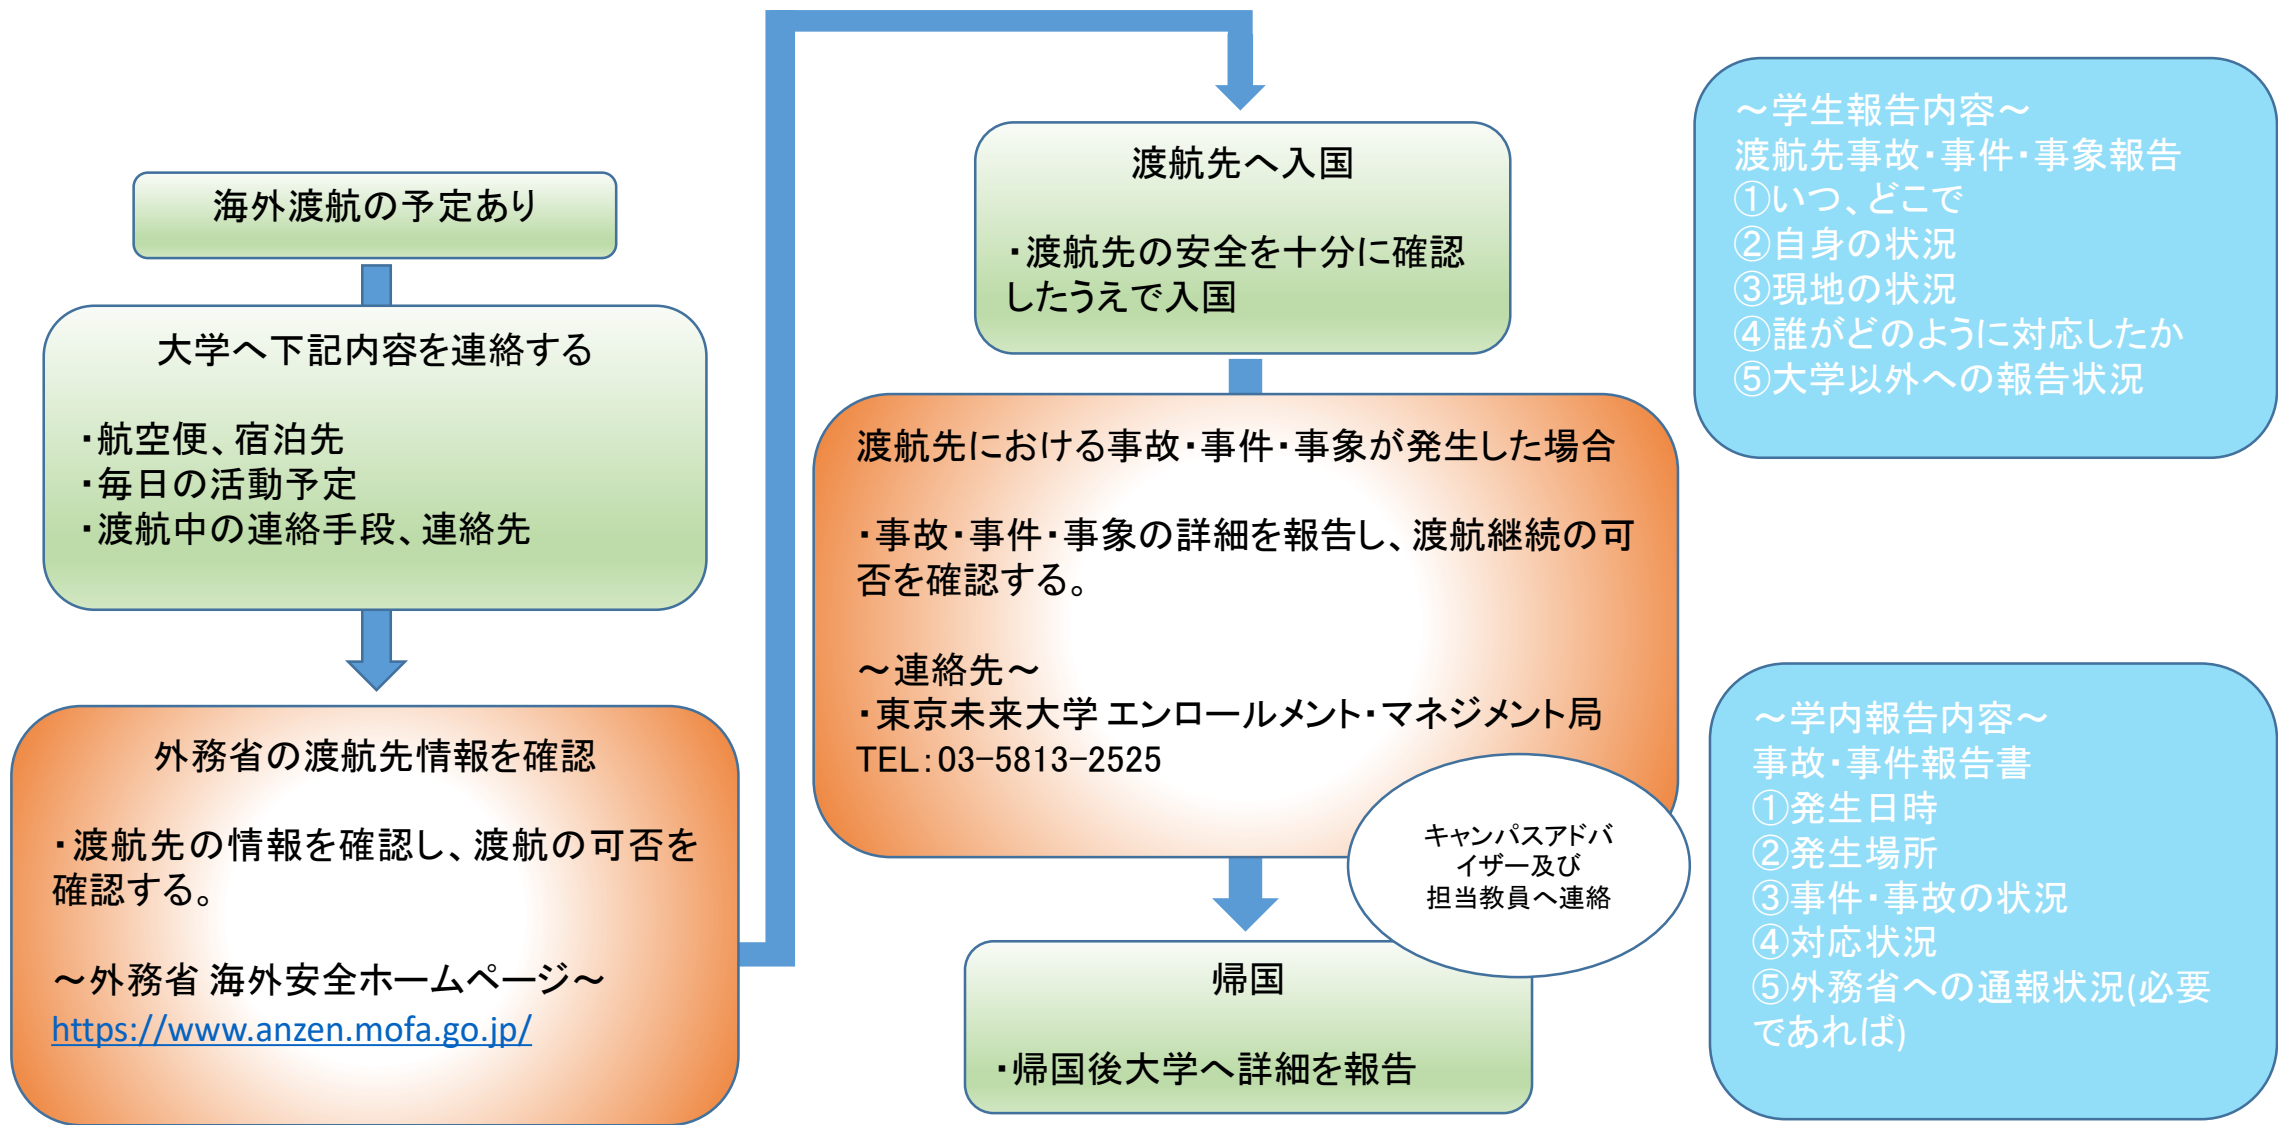 海外渡航の予定あり
大学へ下記内容を連絡する
・航空便、宿泊先
・毎日の活動予定
・渡航中の連絡手段、連絡先
外務省の渡航先情報を確認
・渡航先の情報を確認し、渡航の可否を
確認する。
～外務省 海外安全ホームページ～
https://www.anzen.mofa.go.jp/
渡航先へ入国
・渡航先の安全を十分に確認
したうえで入国
渡航先における事故・事件・事象が発生した場合
・事故・事件・事象の詳細を報告し、渡航継続の可
否を確認する。
～連絡先～
・東京未来大学 エンロールメント・マネジメント局
TEL：03-5813-2525
キャンパスアドバ
イザー及び
担当教員へ連絡
帰国
・帰国後大学へ詳細を報告
～学生報告内容～
渡航先事故・事件・事象報告
①いつ、どこで
②自身の状況
③現地の状況
④誰がどのように対応したか
⑤大学以外への報告状況
～学内報告内容～
事故・事件報告書
①発生日時
②発生場所
③事件・事故の状況
④対応状況
⑤外務省への通報状況(必要
であれば)